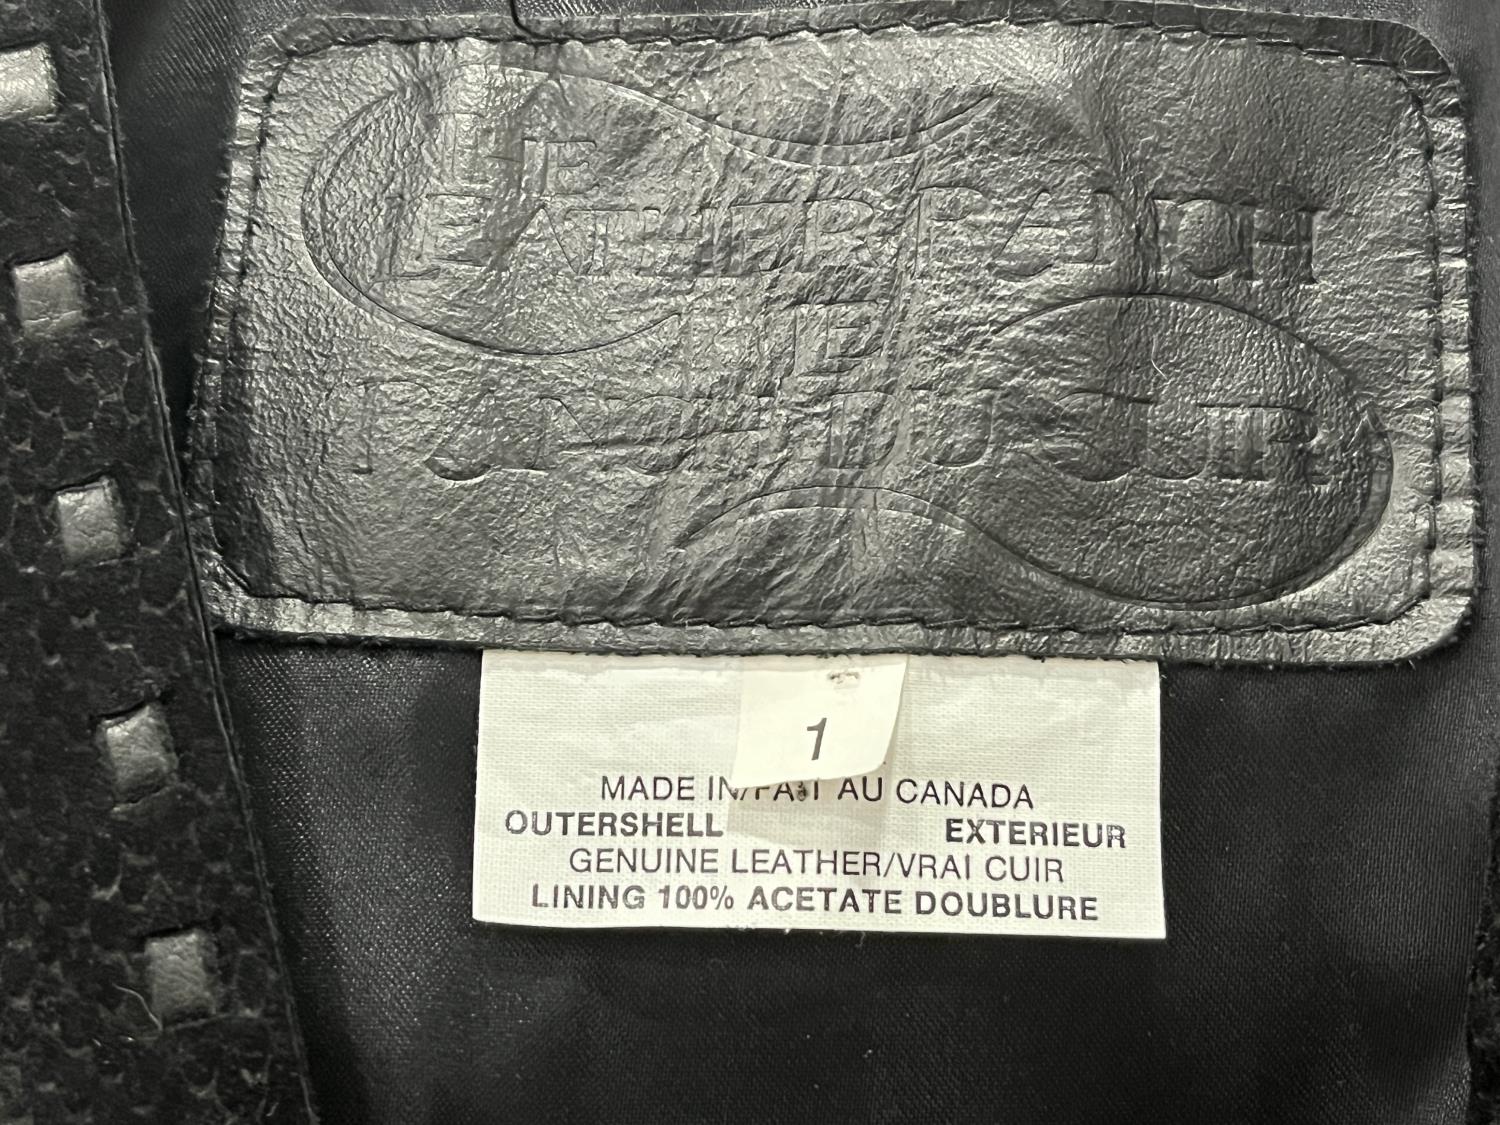 THE
LEATHER RANCH
THE
RANCH DU CUIR
1
MADE IN/FAIT AU CANADA
OUTERSHELL EXTERIEUR
GENUINE LEATHER/VRAI CUIR
LINING 100% ACETATE DOUBLURE